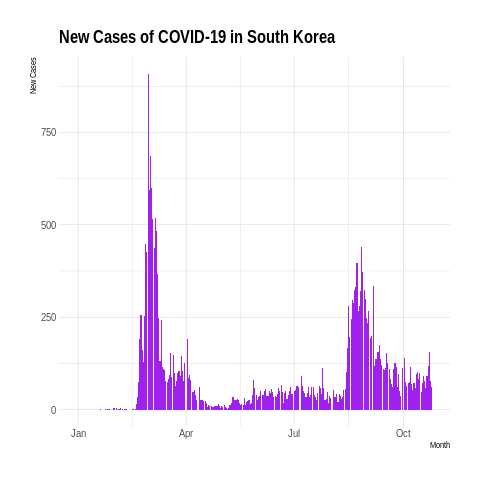 New Cases of COVID-19 in South Korea
New Cases
750
500
250
0
Jan Apr Jul Oct
Month